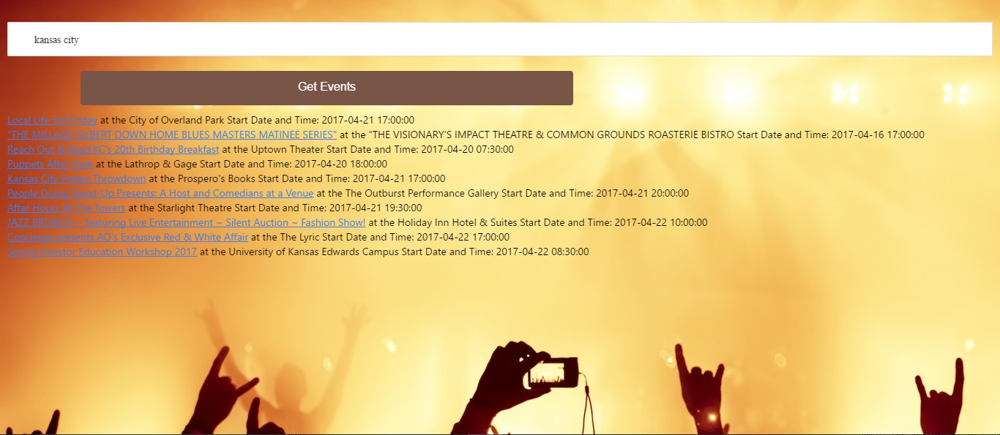 kansas city
Get Events
Local Life 3rd Friday at the City of Overland Park Start Date and Time: 2017-04-21 17:00:00
"THE MILLAGE GILBERT DOWN HOME BLUES MASTERS MATINEE SERIES" at the “THE VISIONARY'S IMPACT THEATRE & COMMON GROUNDS ROASTERIE BISTRO Start Date and Time: 2017-04-16 17:00:00
Reach Out & Read KC's 20th Birthday Breakfast at the Uptown Theater Start Date and Time: 2017-04-20 07:30:00
Puppets After Dark at the Lathrop & Gage Start Date and Time: 2017-04-20 18:00:00
Kansas City Poetry Throwdown at the Prospero's Books Start Date and Time: 2017-04-21 17:00:00
People Doing Stand-Up Presents: A Host and Comedians at a Venue at the The Outburst Performance Gallery Start Date and Time: 2017-04-21 20:00:00
After Hours At The Towers at the Starlight Theatre Start Date and Time: 2017-04-21 19:30:00
JAZZ BRUNCH ~ featuring Live Entertainment ~ Silent Auction ~ Fashion Show! at the Holiday Inn Hotel & Suites Start Date and Time: 2017-04-22 10:00:00
Concierge presents AO's Exclusive Red & White Affair at the The Lyric Start Date and Time: 2017-04-22 17:00:00
Spring Investor Education Workshop 2017 at the University of Kansas Edwards Campus Start Date and Time: 2017-04-22 08:30:00